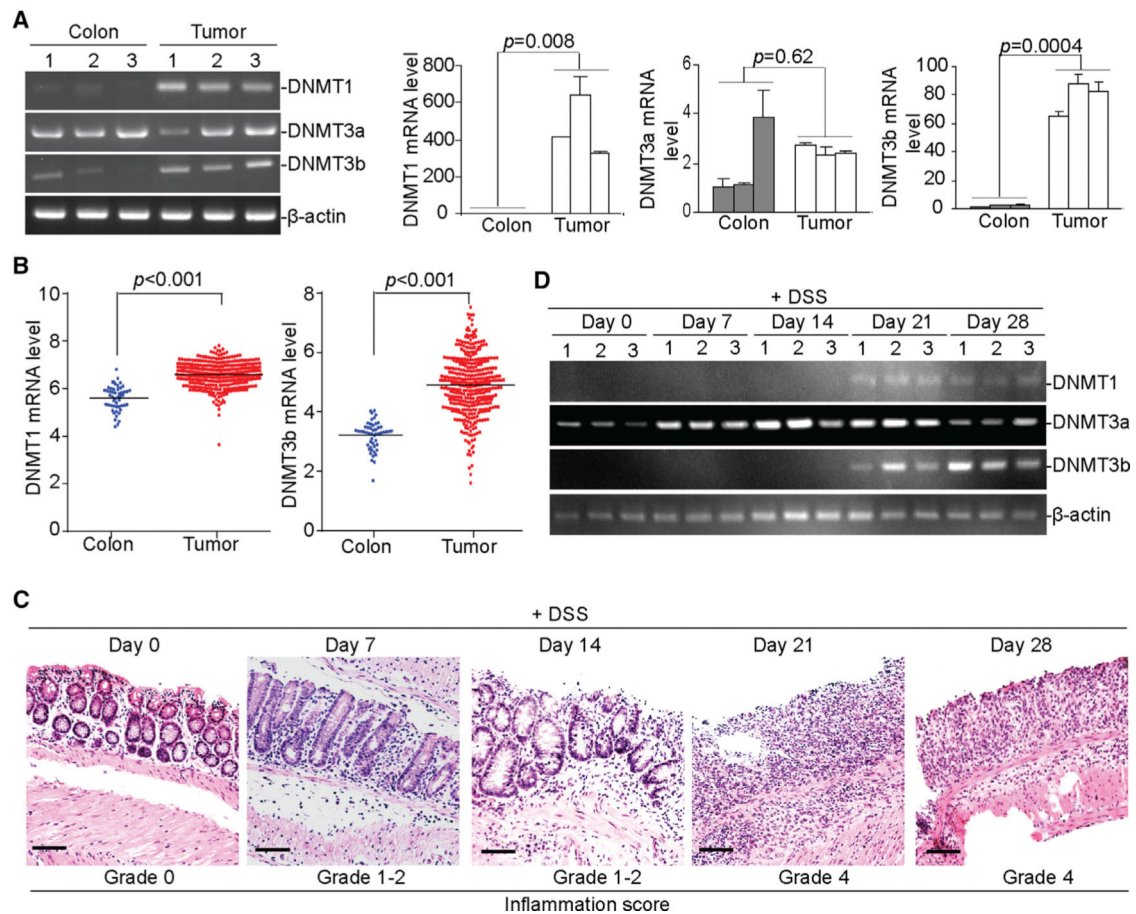 A
Colon Tumor
1 2 3 1 2 3
-DNMT1
-DNMT3a
-DNMT3b
-β-actin
DNMT1 mRNA level
800
600
400
200
0
p=0.008
Colon Tumor
DNMT3a mRNA
level
6
4
2
0
p=0.62
Colon Tumor
DNMT3b mRNA
level
100
80
60
40
20
0
p=0.0004
Colon Tumor
B
DNMT1 mRNA level
10
8
6
4
2
0
p<0.001
Colon Tumor
DNMT3b mRNA level
8
6
4
2
0
p<0.001
Colon Tumor
D
+ DSS
Day 0 Day 7 Day 14 Day 21 Day 28
1 2 3 1 2 3 1 2 3 1 2 3 1 2 3
-DNMT1
-DNMT3a
-DNMT3b
-β-actin
C
+ DSS
Day 0 Day 7 Day 14 Day 21 Day 28
Grade 0 Grade 1-2 Grade 1-2 Grade 4 Grade 4
Inflammation score